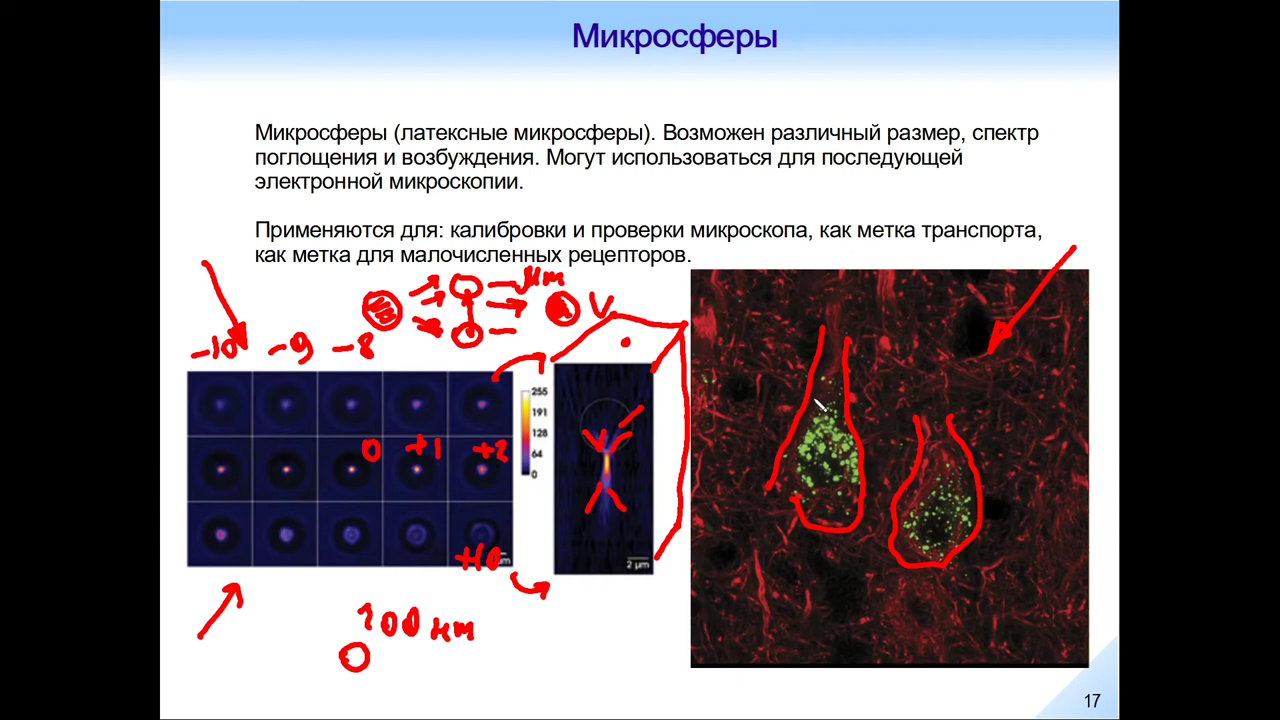 Микросферы
Микросферы (латексные микросферы). Возможен различный размер, спектр
поглощения и возбуждения. Могут использоваться для последующей
электронной микроскопии.
Применяются для: калибровки и проверки микроскопа, как метка транспорта,
как метка для малочисленных рецепторов.
-10 -9 -8
0 +1 +2
+10
255
191
128
64
0
2 μm
100 нм
17